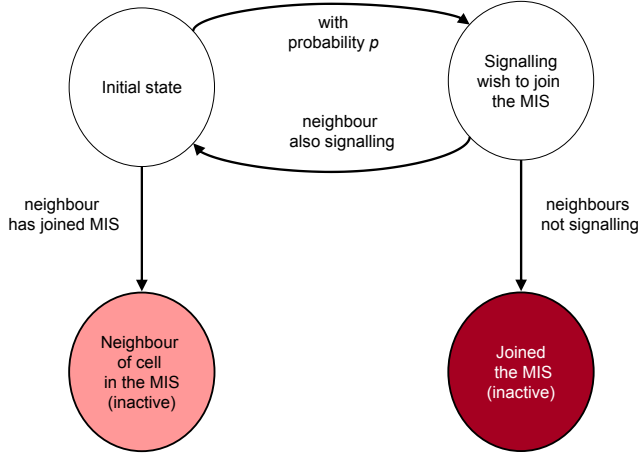 with
probability p
Initial state
Signalling
wish to join
the MIS
neighbour
also signalling
neighbour
has joined MIS
neighbours
not signalling
Neighbour
of cell
in the MIS
(inactive)
Joined
the MIS
(inactive)